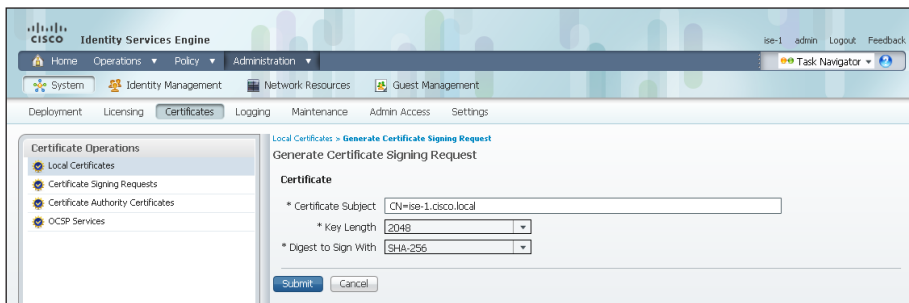 CISCO Identity Services Engine
ise-1 admin Logout Feedback
Home Operations Policy Administration
Task Navigator
System Identity Management Network Resources Guest Management
Deployment Licensing Certificates Logging Maintenance Admin Access Settings
Certificate Operations
Local Certificates
Certificate Signing Requests
Certificate Authority Certificates
OCSP Services
Local Certificates > Generate Certificate Signing Request
Generate Certificate Signing Request
Certificate
* Certificate Subject CN=ise-1.cisco.local
* Key Length 2048
* Digest to Sign With SHA-256
Submit Cancel